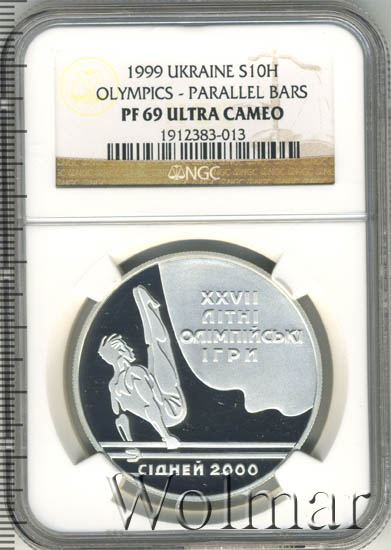 1999 UKRAINE S10H
OLYMPICS - PARALLEL BARS
PF 69 ULTRA CAMEO
1912383-013
NGC
XXVII
ЛІТНІ
ОЛІМПІЙСЬКІ
ІГРИ
СІДНЕЙ 2000
Wolmar